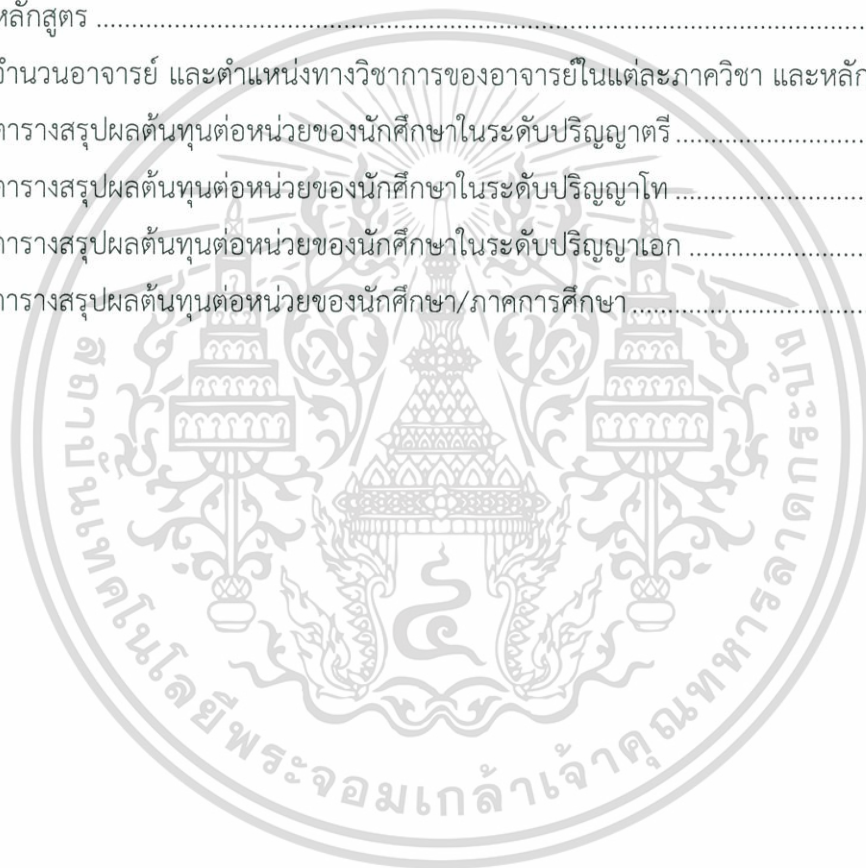 หลักสูตร
จำนวนอาจารย์ และตำแหน่งทางวิชาการของอาจารย์ในแต่ละภาควิชา และหลัก
ตารางสรุปผลต้นทุนต่อหน่วยของนักศึกษาในระดับปริญญาตรี
ตารางสรุปผลต้นทุนต่อหน่วยของนักศึกษาในระดับปริญญาโท
ตารางสรุปผลต้นทุนต่อหน่วยของนักศึกษาในระดับปริญญาเอก
ตารางสรุปผลต้นทุนต่อหน่วยของนักศึกษา/ภาคการศึกษา
สถาบันเทคโนโลยีพระจอมเกล้าเจ้าคุณทหารลาดกระบัง